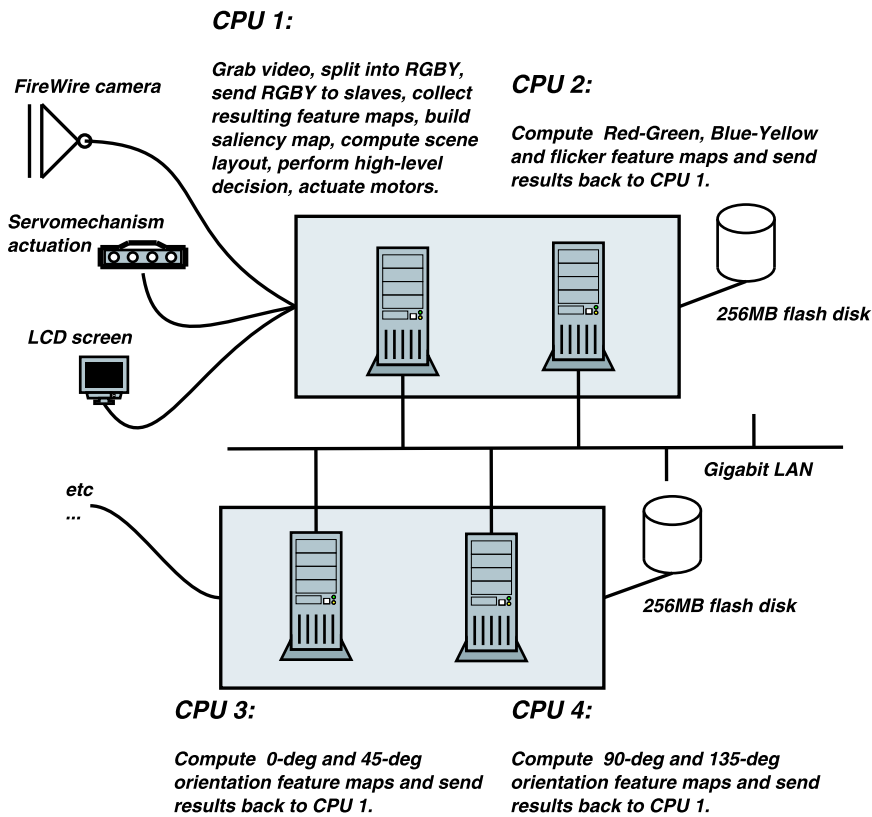 CPU 1:
Grab video, split into RGBY,
send RGBY to slaves, collect
resulting feature maps, build
saliency map, compute scene
layout, perform high-level
decision, actuate motors.
CPU 2:
Compute Red-Green, Blue-Yellow
and flicker feature maps and send
results back to CPU 1.
FireWire camera
Servomechanism
actuation
LCD screen
256MB flash disk
Gigabit LAN
etc
...
256MB flash disk
CPU 3:
Compute 0-deg and 45-deg
orientation feature maps and send
results back to CPU 1.
CPU 4:
Compute 90-deg and 135-deg
orientation feature maps and send
results back to CPU 1.